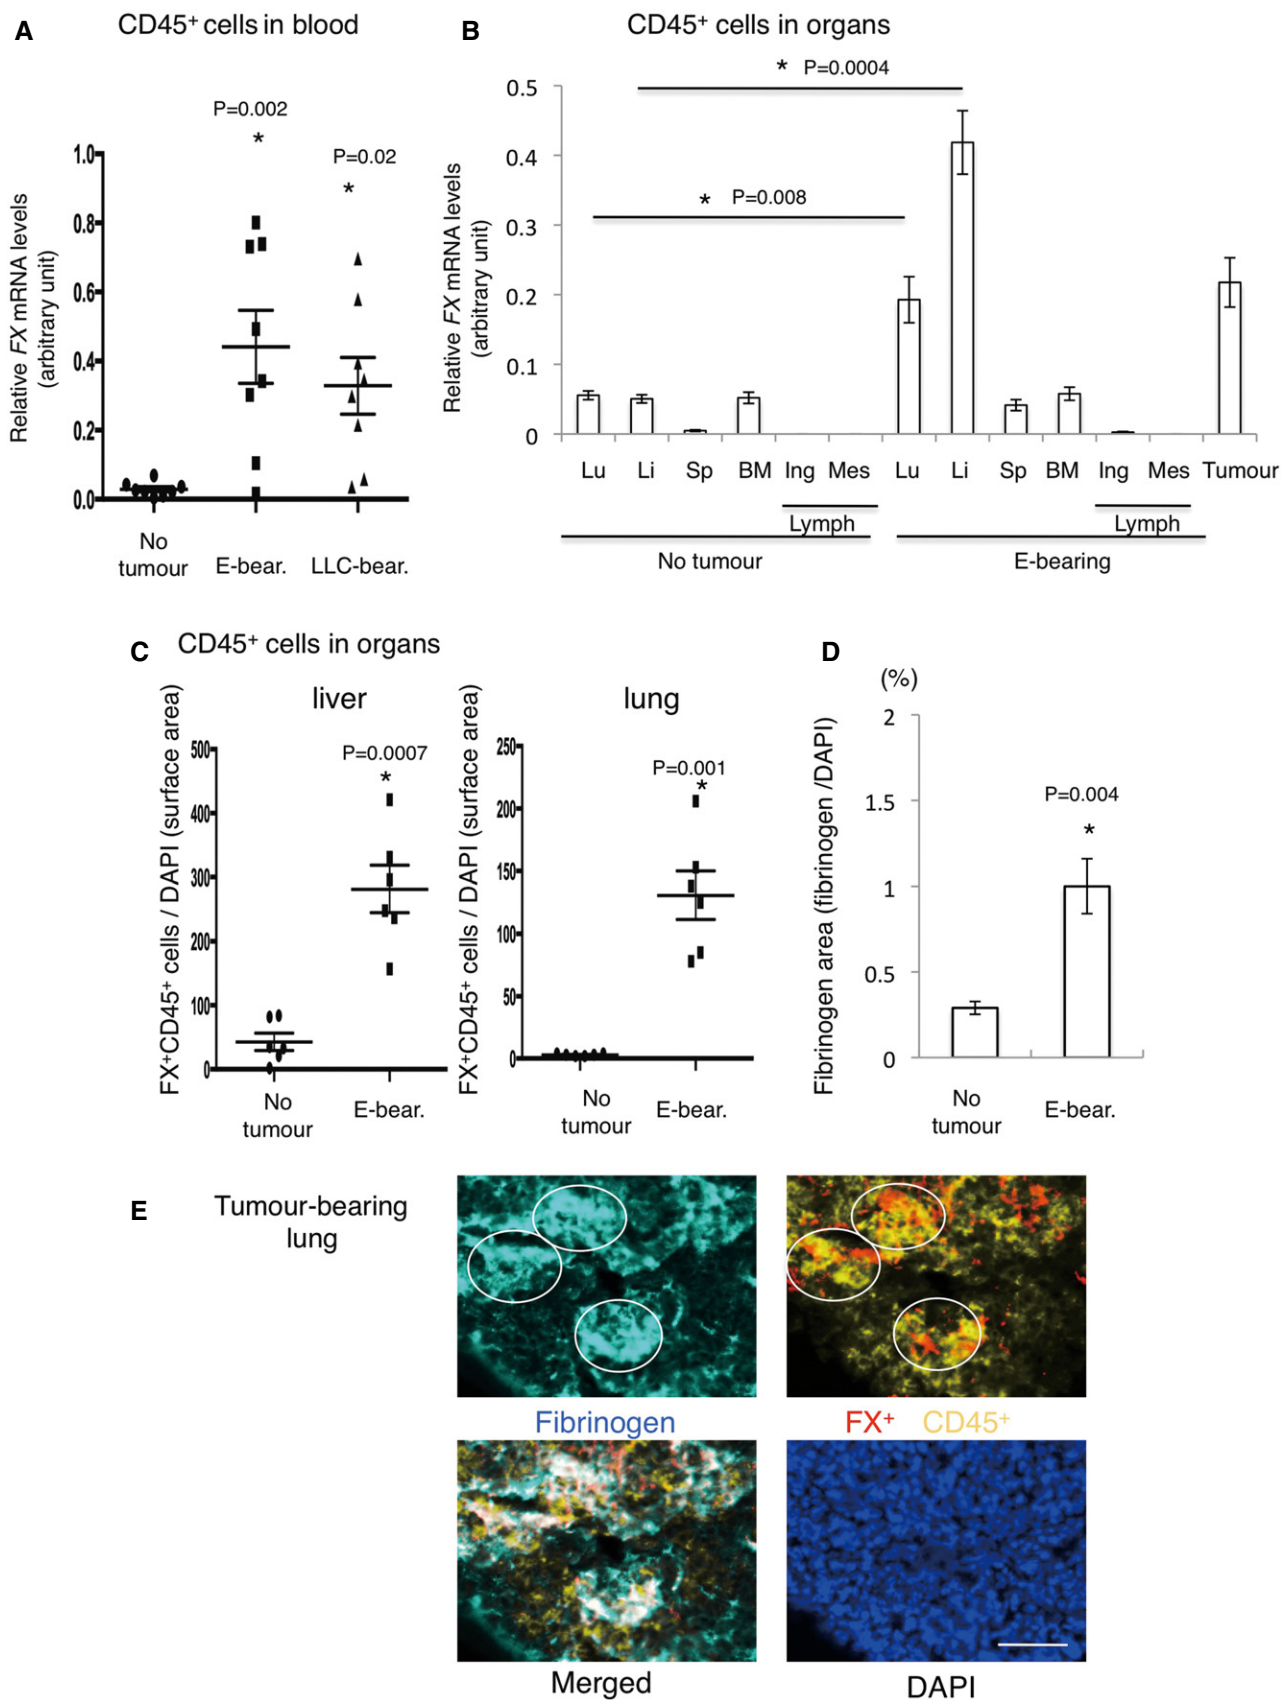 A
CD45+ cells in blood
P=0.002
*
P=0.02
*
Relative FX mRNA levels
(arbitrary unit)
1.0
0.8
0.6
0.4
0.2
0.0
No
tumour
E-bear.
LLC-bear.
B
CD45+ cells in organs
* P=0.0004
* P=0.008
Relative FX mRNA levels
(arbitrary unit)
0.5
0.4
0.3
0.2
0.1
0
Lu Li Sp BM Ing Mes Lu Li Sp BM Ing Mes Tumour
Lymph Lymph
No tumour E-bearing
C
CD45+ cells in organs
liver
P=0.0007
*
FX+CD45+ cells / DAPI (surface area)
500
400
300
200
100
0
No
tumour
E-bear.
lung
P=0.001
*
FX+CD45+ cells / DAPI (surface area)
250
200
150
100
50
0
No
tumour
E-bear.
D
(%)
Fibrinogen area (fibrinogen /DAPI)
2
1.5
1
0.5
0
P=0.004
*
No
tumour
E-bear.
E
Tumour-bearing
lung
Fibrinogen
FX+ CD45+
Merged
DAPI